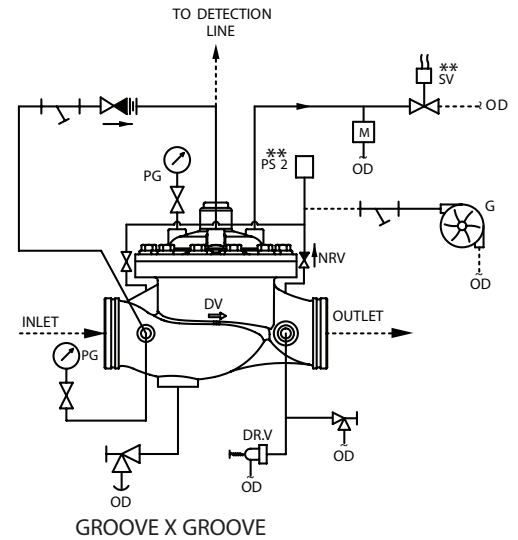 TO DETECTION
LINE
**
SV
OD
M
OD
**
PS 2
PG
G
OD
NRV
DV
INLET
OUTLET
PG
DR.V
OD
OD
OD
GROOVE X GROOVE